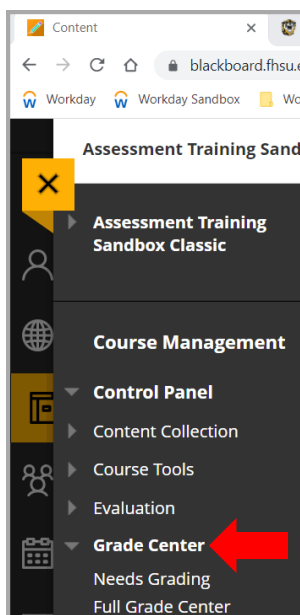 Content
blackboard.fhsu.e
Workday Workday Sandbox Wo
Assessment Training Sand
Assessment Training
Sandbox Classic
Course Management
Control Panel
Content Collection
Course Tools
Evaluation
Grade Center
Needs Grading
Full Grade Center